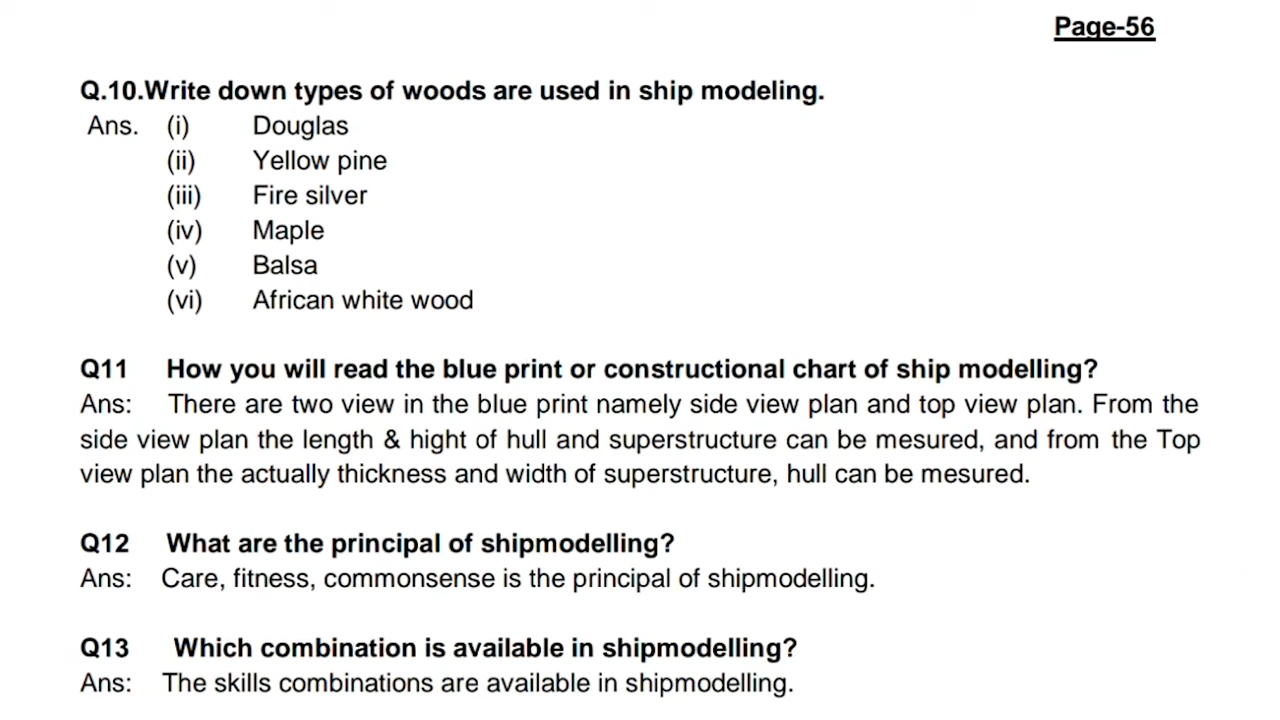 Page-56
Q.10.Write down types of woods are used in ship modeling.
Ans. (i) Douglas
(ii) Yellow pine
(iii) Fire silver
(iv) Maple
(v) Balsa
(vi) African white wood
Q11 How you will read the blue print or constructional chart of ship modelling?
Ans: There are two view in the blue print namely side view plan and top view plan. From the
side view plan the length & hight of hull and superstructure can be mesured, and from the Top
view plan the actually thickness and width of superstructure, hull can be mesured.
Q12 What are the principal of shipmodelling?
Ans: Care, fitness, commonsense is the principal of shipmodelling.
Q13 Which combination is available in shipmodelling?
Ans: The skills combinations are available in shipmodelling.